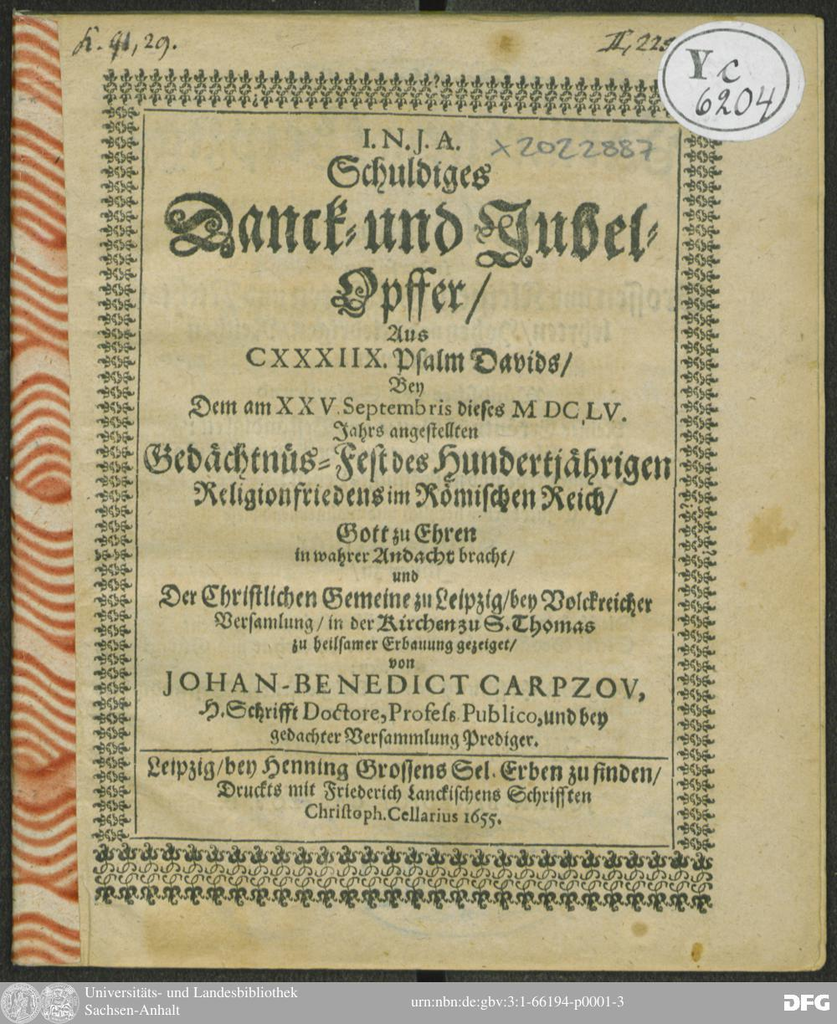 K. 91, 29.
II, 225
Yc
6204
I. N. J. A.
x2022887
Schuldiges
Danck- und Jubel-
Opffer/
Aus
CXXXIIX. Psalm Davids/
Bey
Dem am XXV. Septembris dieses M DC, LV.
Jahrs angestellten
Gedächtnüs-Fest des Hundertjährigen
Religionfriedens im Römischen Reich/
Gott zu Ehren
in wahrer Andacht bracht/
und
Der Christlichen Gemeine zu Leipzig/bey Volckreicher
Versamlung/in der Kirchen zu S. Thomas
zu heilsamer Erbauung gezeiget/
von
JOHAN-BENEDICT CARPZOV,
H. Schrifft Doctore, Profess. Publico, und bey
gedachter Versammlung Prediger.
Leipzig/bey Henning Grossens Sel. Erben zu finden/
Druckts mit Friederich Lanckischens Schrifften
Christoph. Cellarius 1655.
Universitäts- und Landesbibliothek
Sachsen-Anhalt
urn:nbn:de:gbv:3:1-66194-p0001-3
DFG